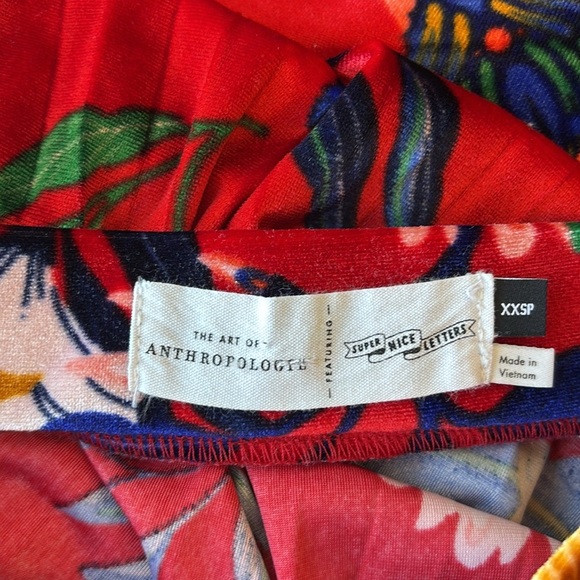 THE ART OF
ANTHROPOLOGIE
— FEATURING —
SUPER NICE LETTERS
XXSP
Made in
Vietnam